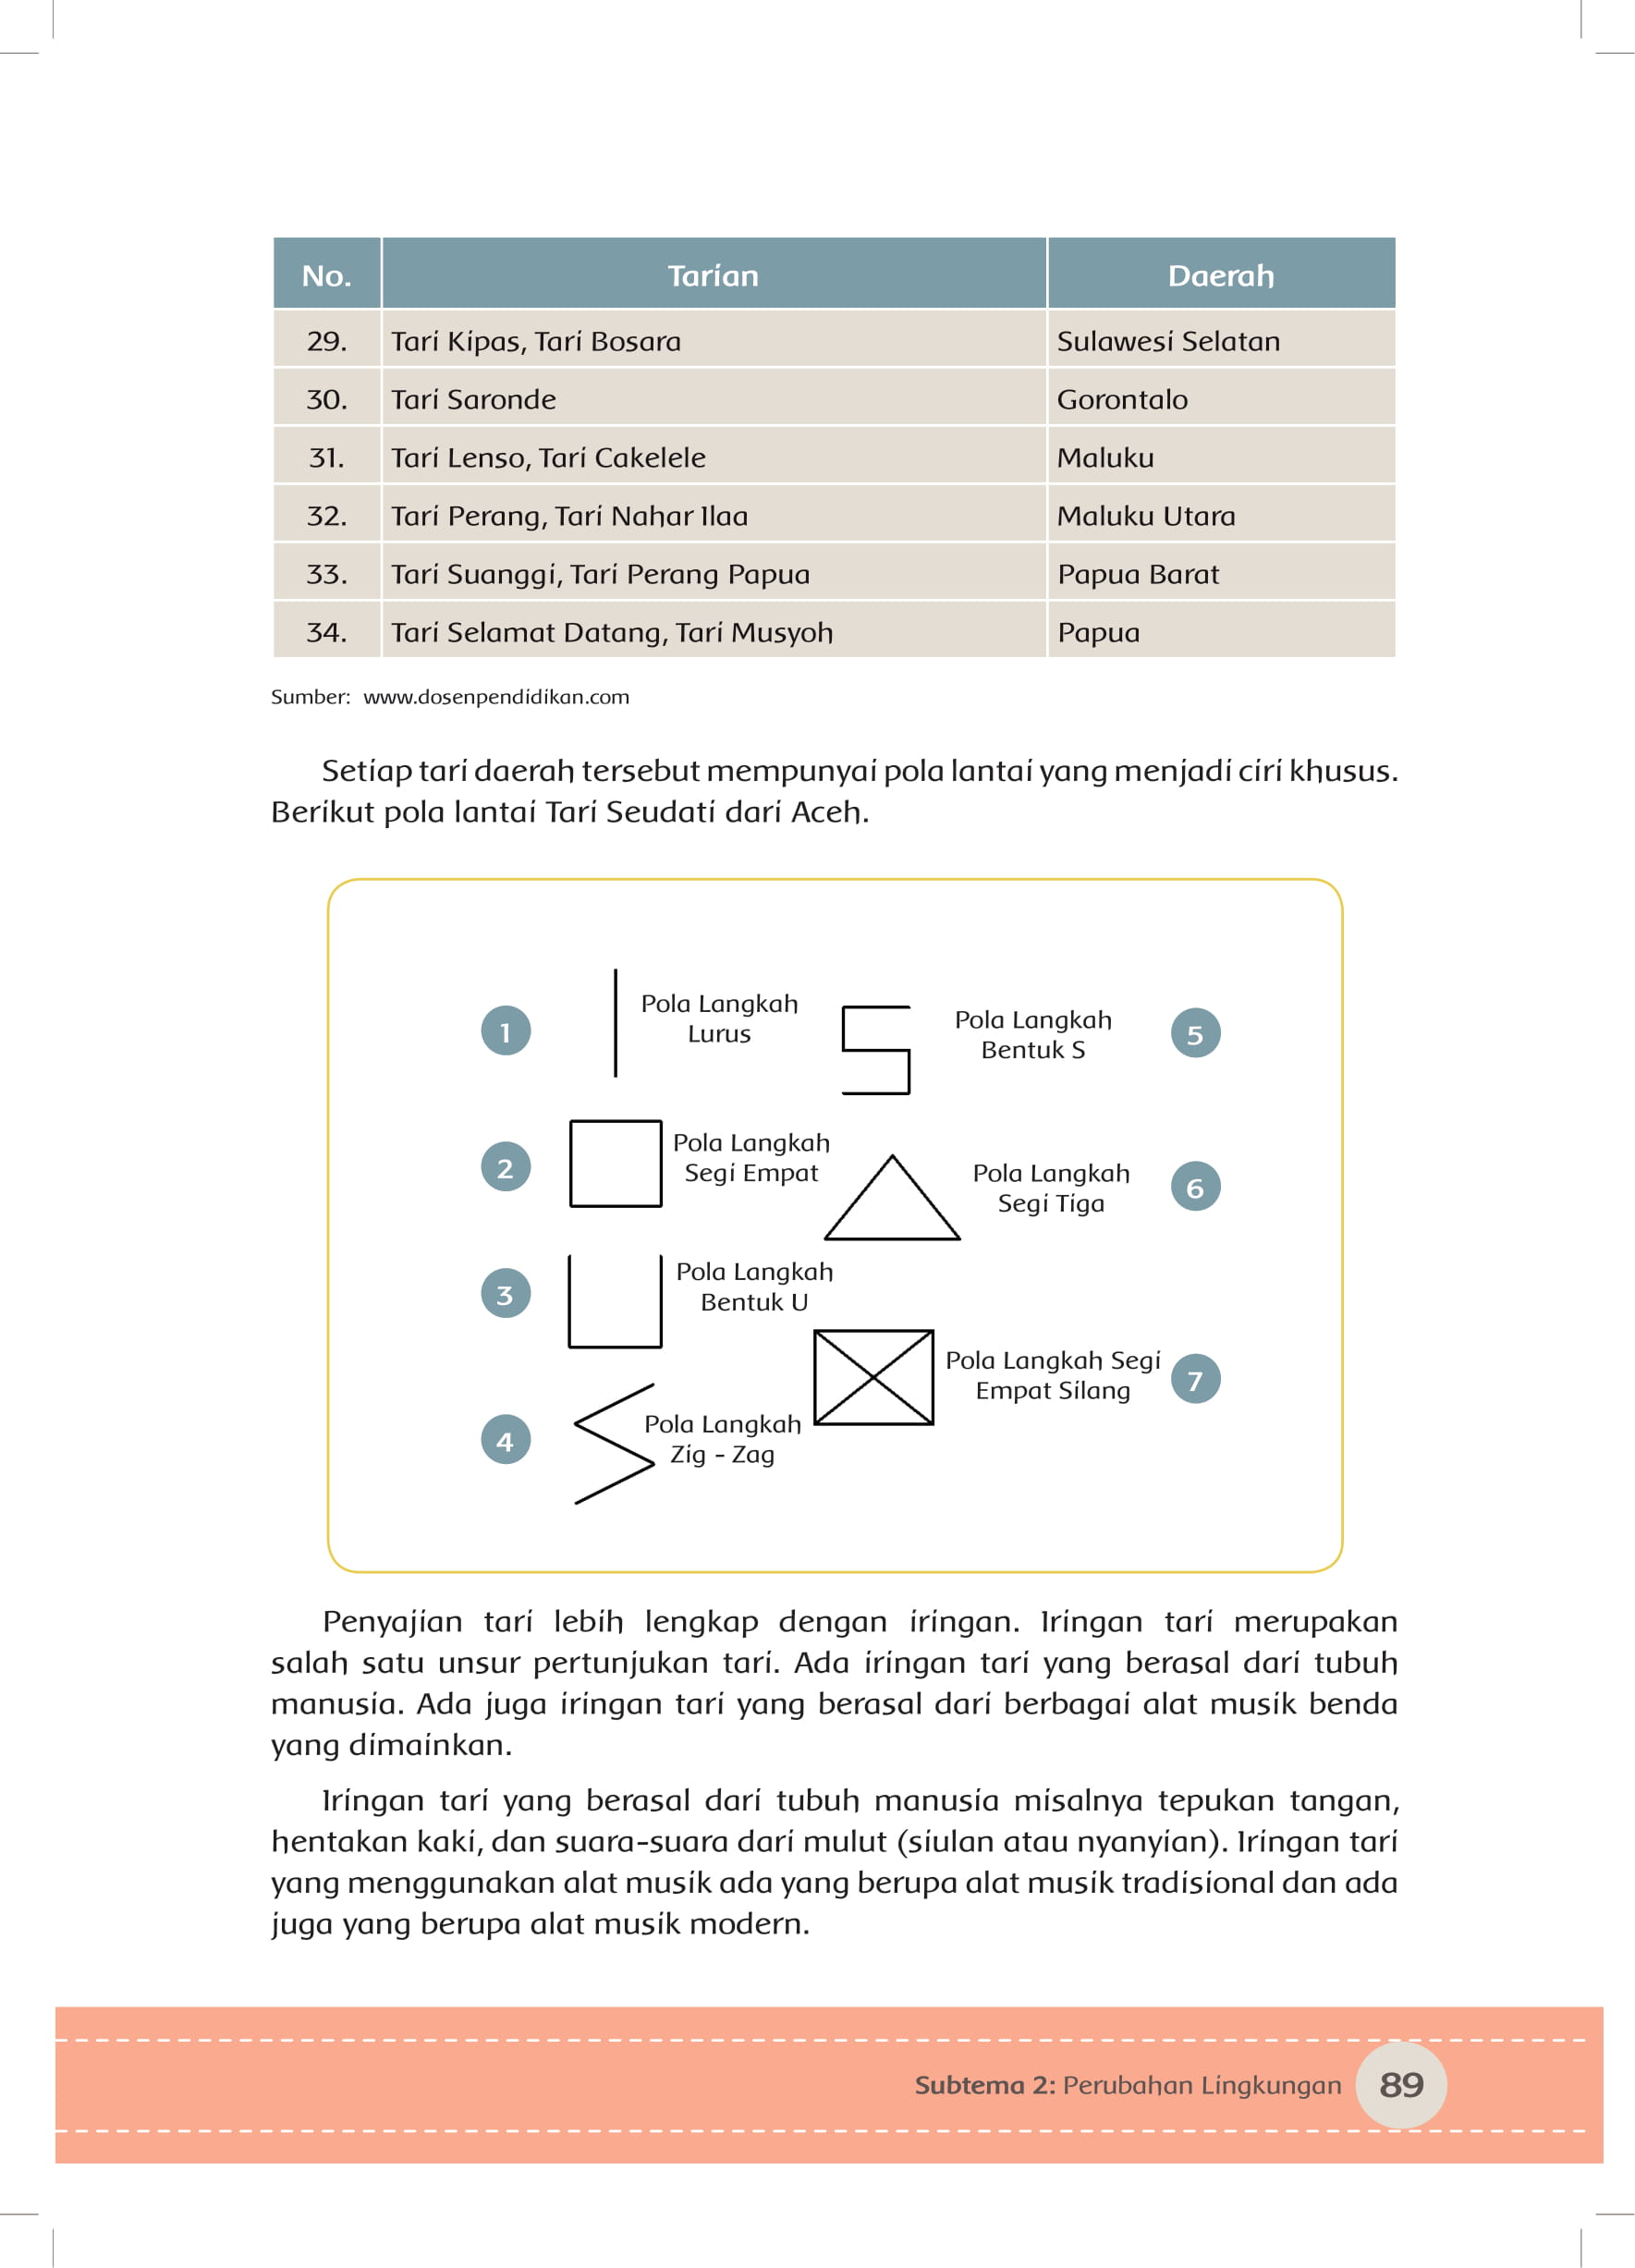 No. Tarian Daerah
29. Tari Kipas, Tari Bosara Sulawesi Selatan
30. Tari Saronde Gorontalo
31. Tari Lenso, Tari Cakelele Maluku
32. Tari Perang, Tari Nahar Ilaa Maluku Utara
33. Tari Suanggi, Tari Perang Papua Papua Barat
34. Tari Selamat Datang, Tari Musyoh Papua
Sumber: www.dosenpendidikan.com
Setiap tari daerah tersebut mempunyai pola lantai yang menjadi ciri khusus.
Berikut pola lantai Tari Seudati dari Aceh.
1
Pola Langkah
Lurus
2
Pola Langkah
Segi Empat
3
Pola Langkah
Bentuk U
4
Pola Langkah
Zig - Zag
Pola Langkah
Bentuk S
5
Pola Langkah
Segi Tiga
6
Pola Langkah Segi
Empat Silang
7
Penyajian tari lebih lengkap dengan iringan. Iringan tari merupakan
salah satu unsur pertunjukan tari. Ada iringan tari yang berasal dari tubuh
manusia. Ada juga iringan tari yang berasal dari berbagai alat musik benda
yang dimainkan.
Iringan tari yang berasal dari tubuh manusia misalnya tepukan tangan,
hentakan kaki, dan suara-suara dari mulut (siulan atau nyanyian). Iringan tari
yang menggunakan alat musik ada yang berupa alat musik tradisional dan ada
juga yang berupa alat musik modern.
Subtema 2: Perubahan Lingkungan 89